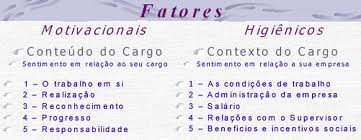 Fatores
Motivacionais
Conteúdo do Cargo
Sentimento em relação ao seu cargo
1 – O trabalho em si
2 – Realização
3 – Reconhecimento
4 – Progresso
5 – Responsabilidade
Higiênicos
Contexto do Cargo
Sentimento em relação a sua empresa
1 – As condições de trabalho
2 – Administração da empresa
3 – Salário
4 – Relações com o Supervisor
5 – Benefícios e incentivos sociais